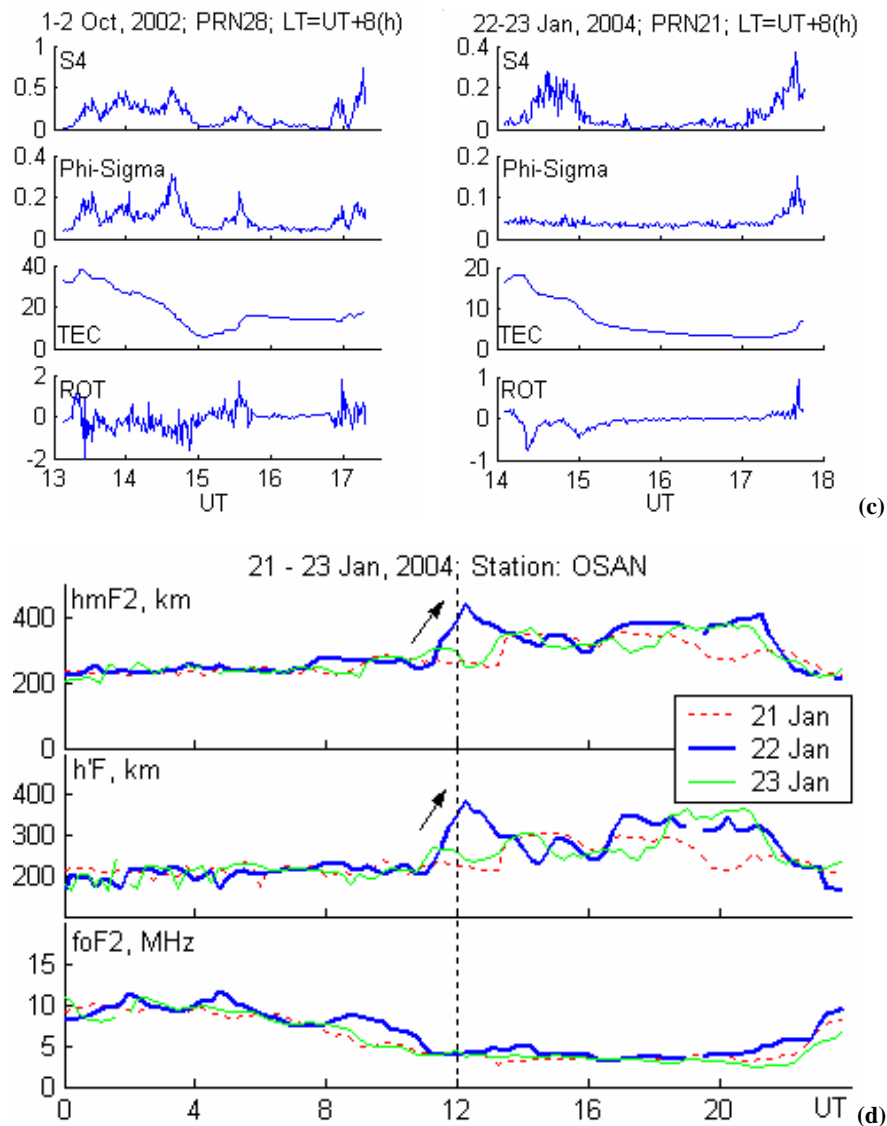 1-2 Oct, 2002; PRN28; LT=UT+8(h)
1
S4
0.5
0
0.4
Phi-Sigma
0.2
0
40
20
TEC
0
2
ROT
0
-2
13 14 15 16 17
UT
22-23 Jan, 2004; PRN21; LT=UT+8(h)
0.4
S4
0.2
0
0.2
Phi-Sigma
0.1
0
20
10
TEC
0
1
ROT
0
-1
14 15 16 17 18
UT
(c)
21 - 23 Jan, 2004; Station: OSAN
hmF2, km
400
200
0
21 Jan
22 Jan
23 Jan
h'F, km
400
300
200
foF2, MHz
15
10
5
0
0 4 8 12 16 20 UT
(d)